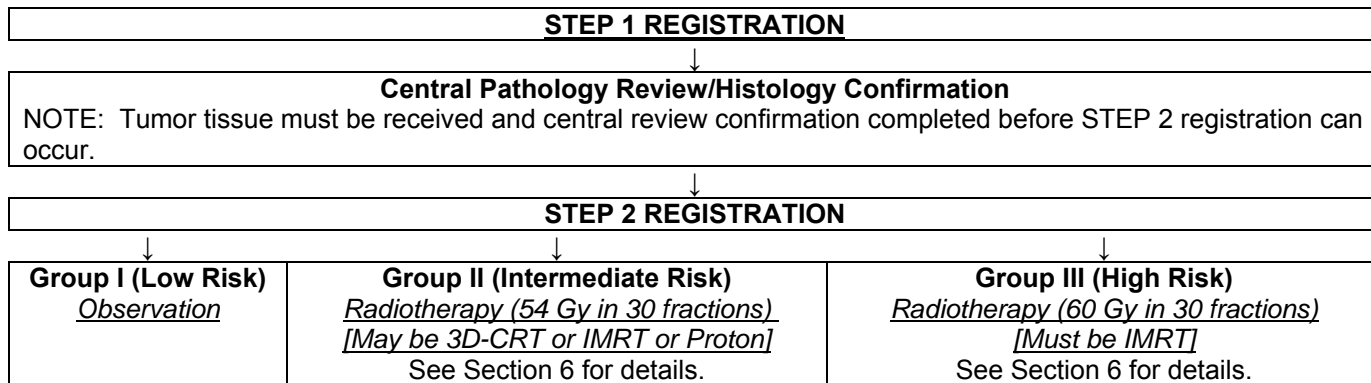 STEP 1 REGISTRATION
↓
Central Pathology Review/Histology Confirmation
NOTE: Tumor tissue must be received and central review confirmation completed before STEP 2 registration can
occur.
↓
STEP 2 REGISTRATION
↓ ↓ ↓
Group I (Low Risk)
Observation
Group II (Intermediate Risk)
Radiotherapy (54 Gy in 30 fractions)
[May be 3D-CRT or IMRT or Proton]
See Section 6 for details.
Group III (High Risk)
Radiotherapy (60 Gy in 30 fractions)
[Must be IMRT]
See Section 6 for details.